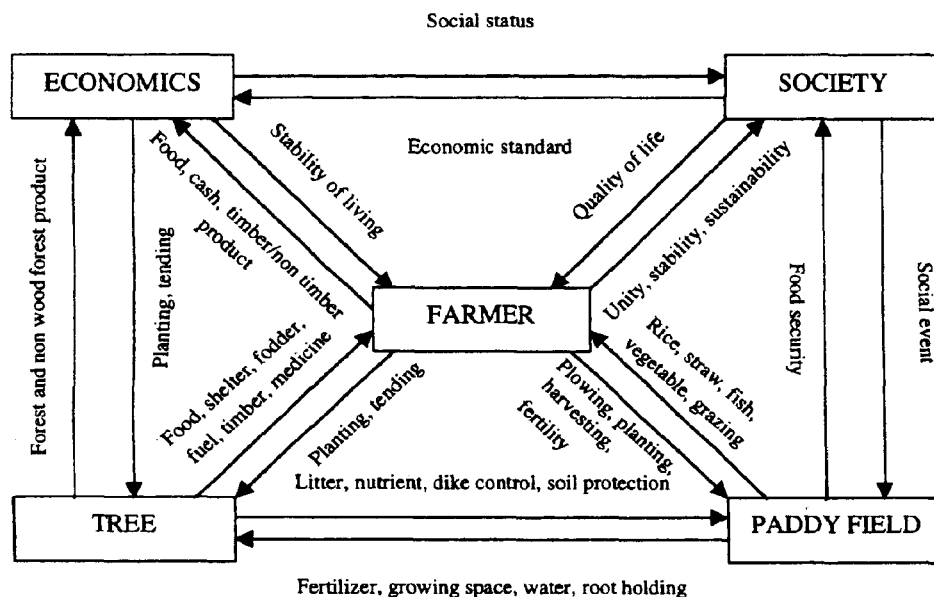 Social status
ECONOMICS
SOCIETY
Economic standard
Stability of living
Food, cash, timber/non timber
product
Quality of life
Unity, stability, sustainability
Forest and non wood forest product
Planting, tending
Food security
Social event
FARMER
Food, shelter, fodder,
fuel, timber, medicine
Planting, tending
Rice, straw, fish,
vegetable, grazing
Plowing, planting,
harvesting,
fertility
Litter, nutrient, dike control, soil protection
TREE
PADDY FIELD
Fertilizer, growing space, water, root holding